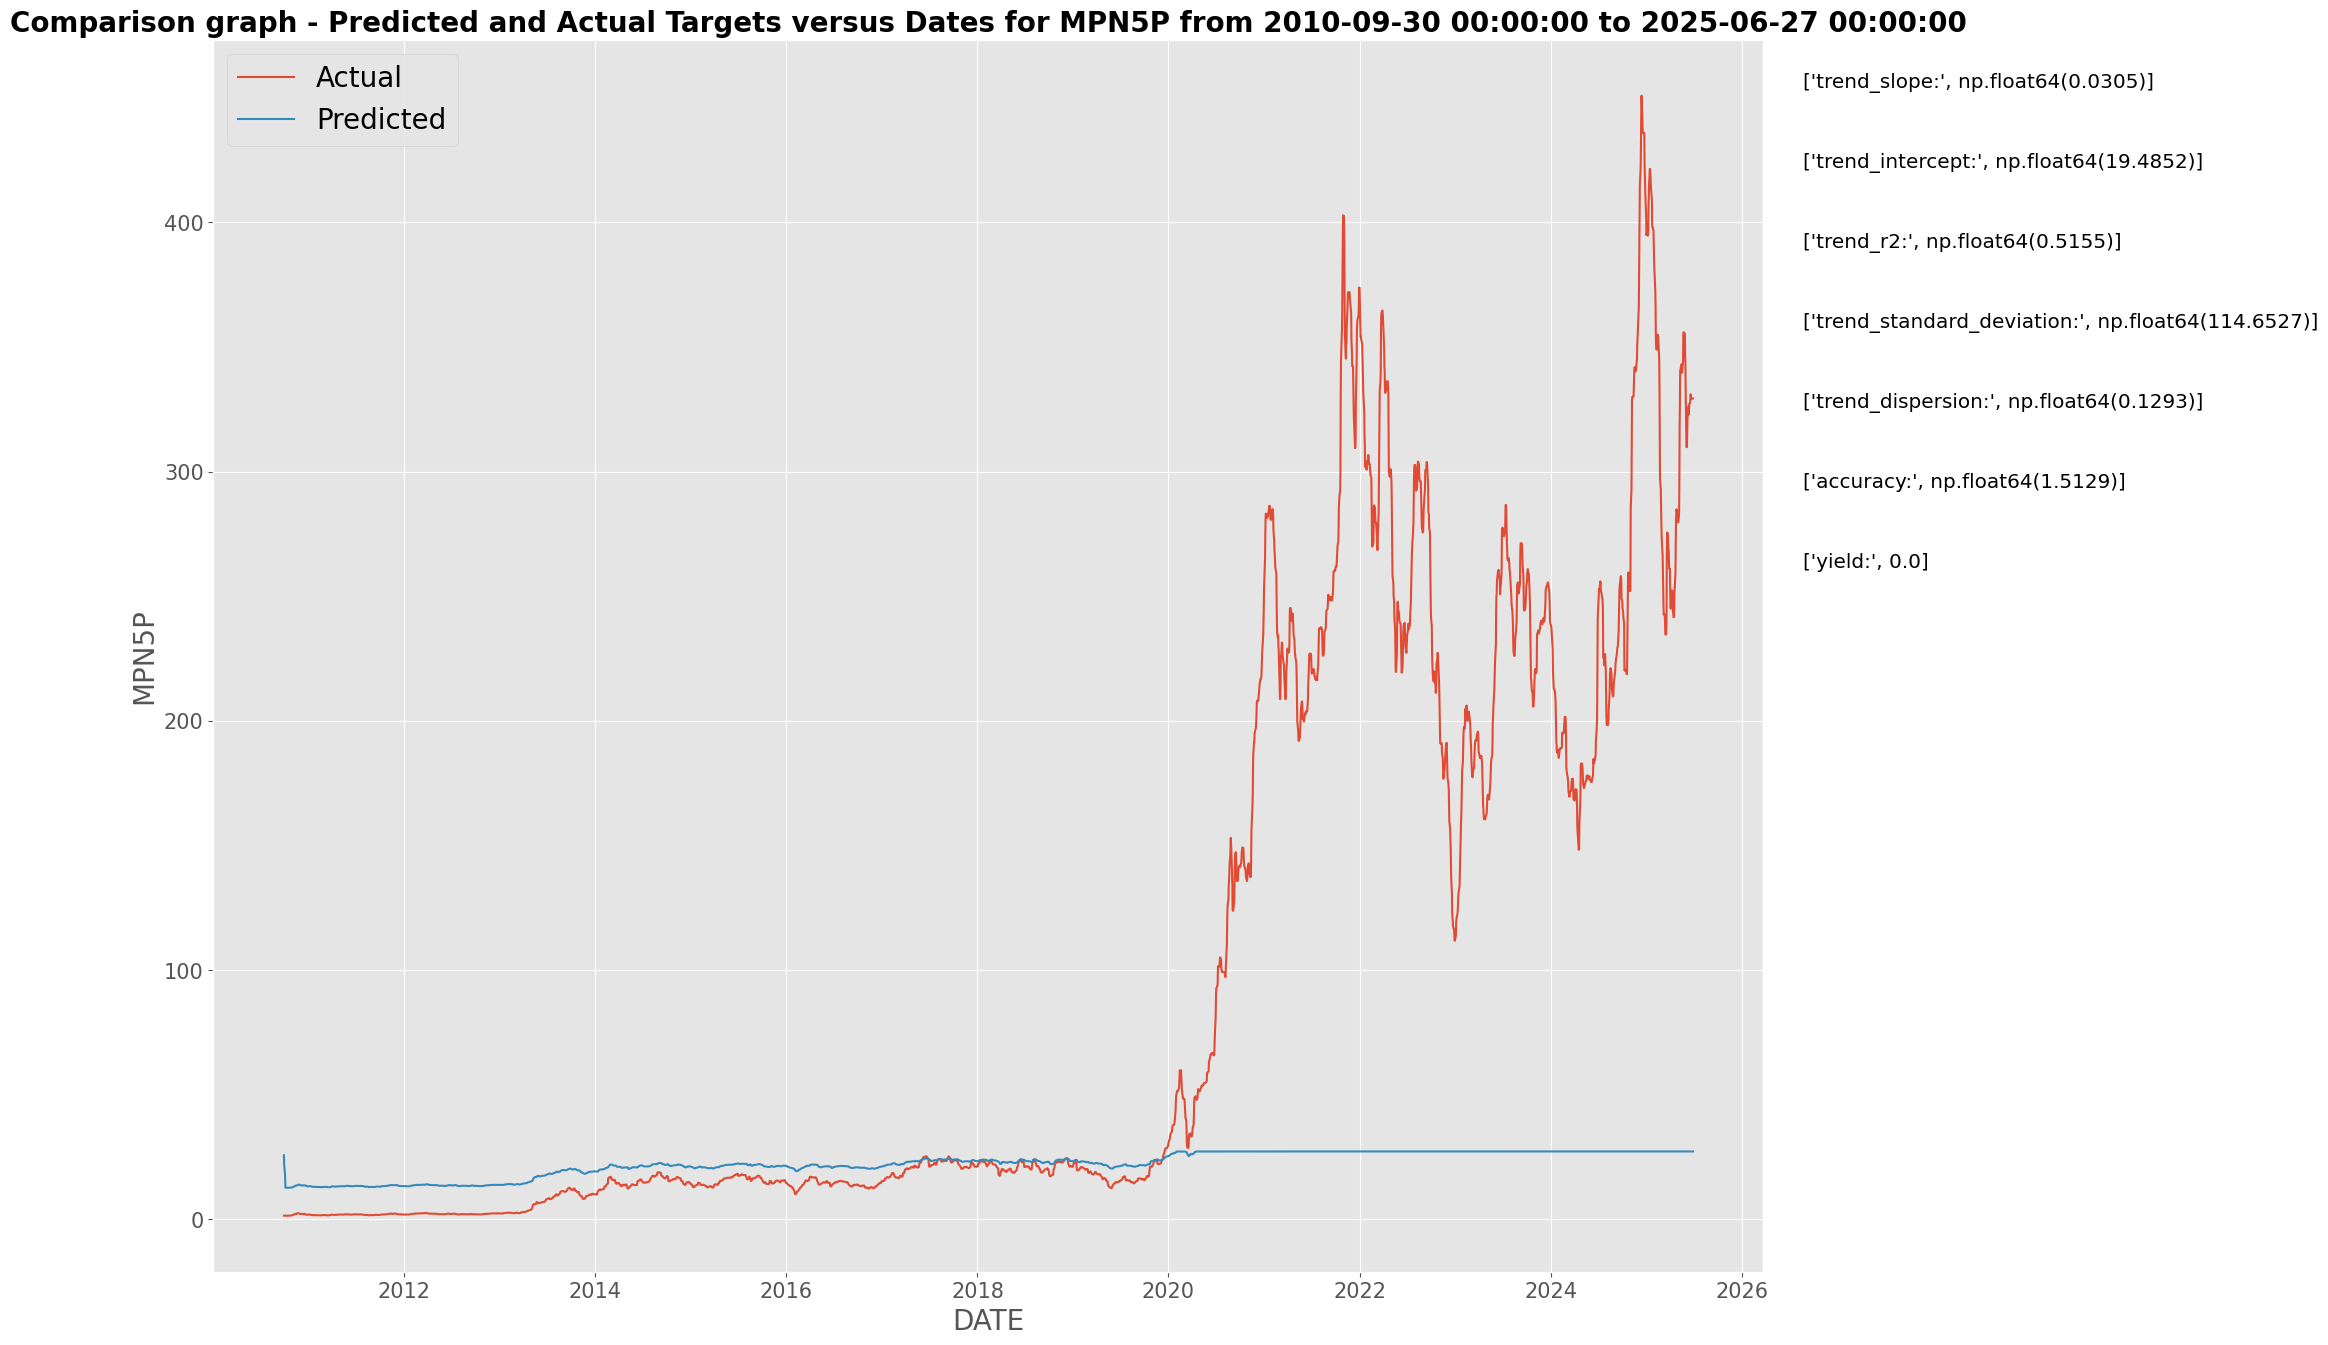 Comparison graph - Predicted and Actual Targets versus Dates for MPN5P from 2010-09-30 00:00:00 to 2025-06-27 00:00:00
Actual
Predicted
['trend_slope:', np.float64(0.0305)]
['trend_intercept:', np.float64(19.4852)]
['trend_r2:', np.float64(0.5155)]
['trend_standard_deviation:', np.float64(114.6527)]
['trend_dispersion:', np.float64(0.1293)]
['accuracy:', np.float64(1.5129)]
['yield:', 0.0]
MPN5P
400
300
200
100
0
2012 2014 2016 2018 2020 2022 2024 2026
DATE